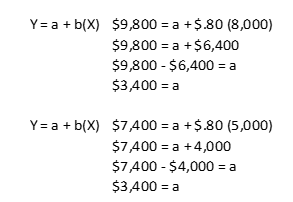 Y = a + b(X) $9,800 = a + $.80 (8,000)
$9,800 = a + $6,400
$9,800 - $6,400 = a
$3,400 = a
Y = a + b(X) $7,400 = a + $.80 (5,000)
$7,400 = a + 4,000
$7,400 - $4,000 = a
$3,400 = a